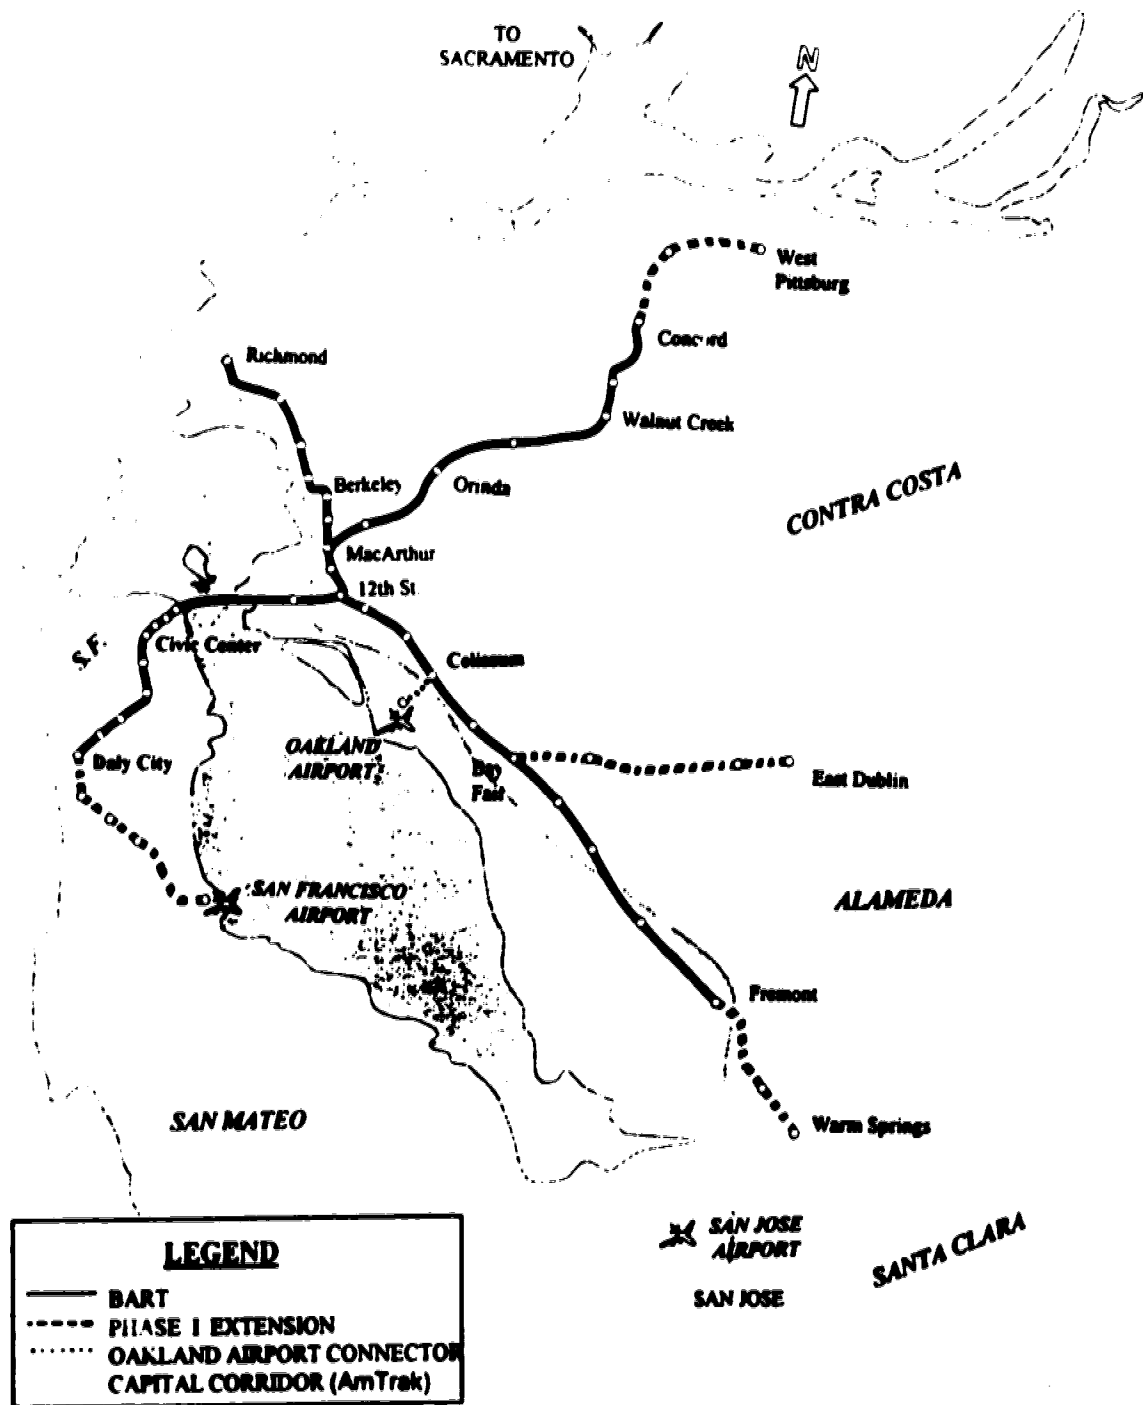 TO
SACRAMENTO
N
West
Pittsburg
Concord
Richmond
Walnut Creek
Berkeley
Orinda
CONTRA COSTA
MacArthur
12th St.
S.F.
Civic Center
Coliseum
OAKLAND
AIRPORT
Daly City
Bay
Fair
East Dublin
SAN FRANCISCO
AIRPORT
ALAMEDA
Fremont
SAN MATEO
Warm Springs
SAN JOSE
AIRPORT
SANTA CLARA
SAN JOSE
LEGEND
BART
PHASE I EXTENSION
OAKLAND AIRPORT CONNECTOR
CAPITAL CORRIDOR (AmTrak)